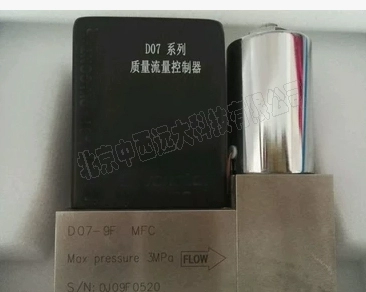 D07 系列
质量流量控制器
北京中西远大科技有限公司
D07-9F MFC
Max pressure 3MPa FLOW
S/N: DJ09F0520